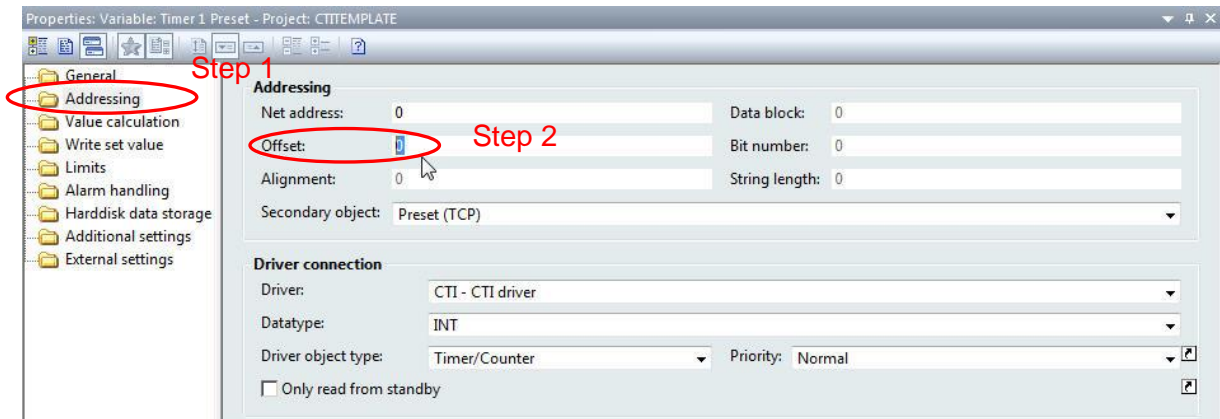 Properties: Variable: Timer 1 Preset - Project: CTITEMPLATE
Step 1
General
Addressing
Value calculation
Write set value
Limits
Alarm handling
Harddisk data storage
Additional settings
External settings
Addressing
Net address: 0 Data block: 0
Offset: 0 Step 2 Bit number: 0
Alignment: 0 String length: 0
Secondary object: Preset (TCP)
Driver connection
Driver: CTI - CTI driver
Datatype: INT
Driver object type: Timer/Counter Priority: Normal
Only read from standby